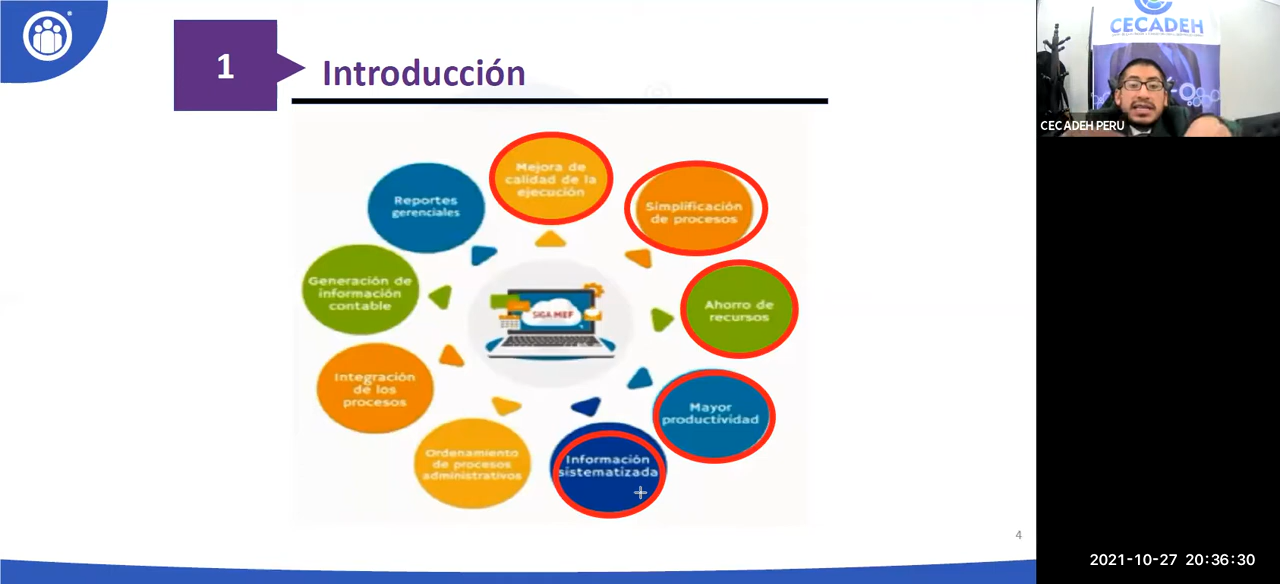 1
Introducción
Mejora de
calidad de la
ejecución
Simplificación
de procesos
Ahorro de
recursos
Mayor
productividad
Información
sistematizada
Ordenamiento
de procesos
administrativos
Integración
de los
procesos
Generación de
información
contable
Reportes
gerenciales
SIGA MEF
4
CECADEH
CECADEH PERU
2021-10-27 20:36:30